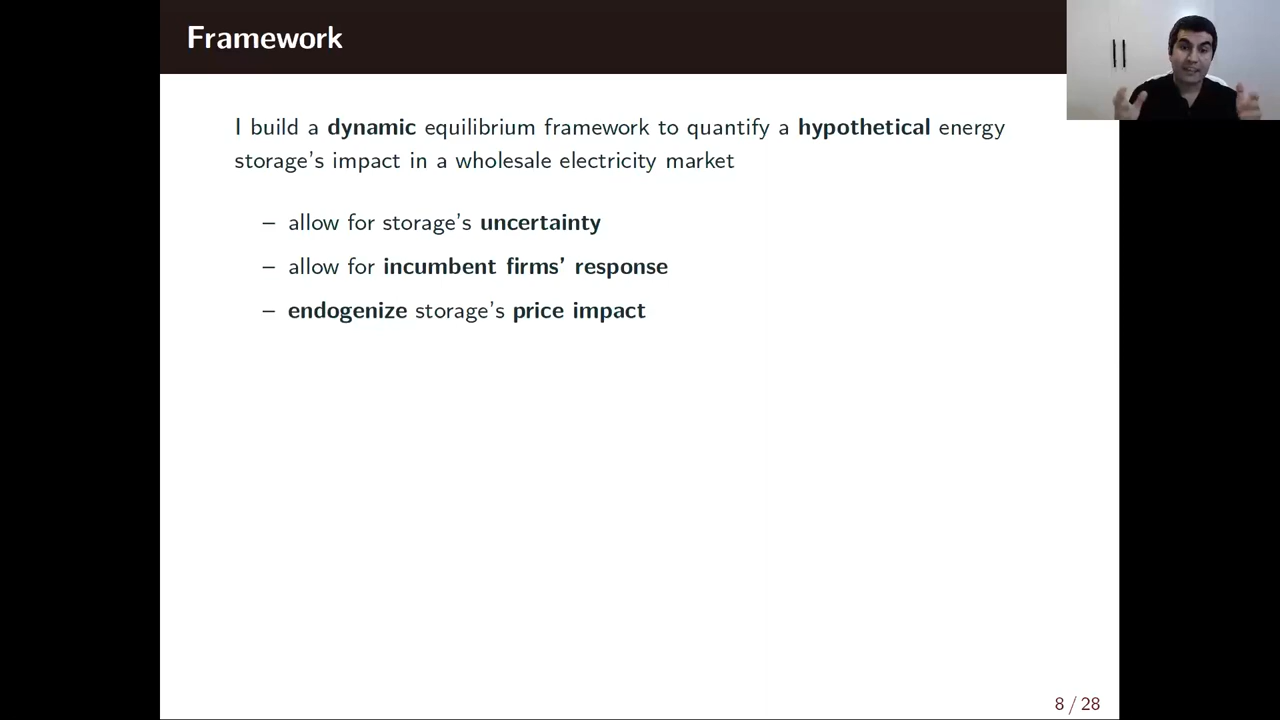 Framework
I build a dynamic equilibrium framework to quantify a hypothetical energy
storage's impact in a wholesale electricity market
– allow for storage's uncertainty
– allow for incumbent firms' response
– endogenize storage's price impact
8 / 28